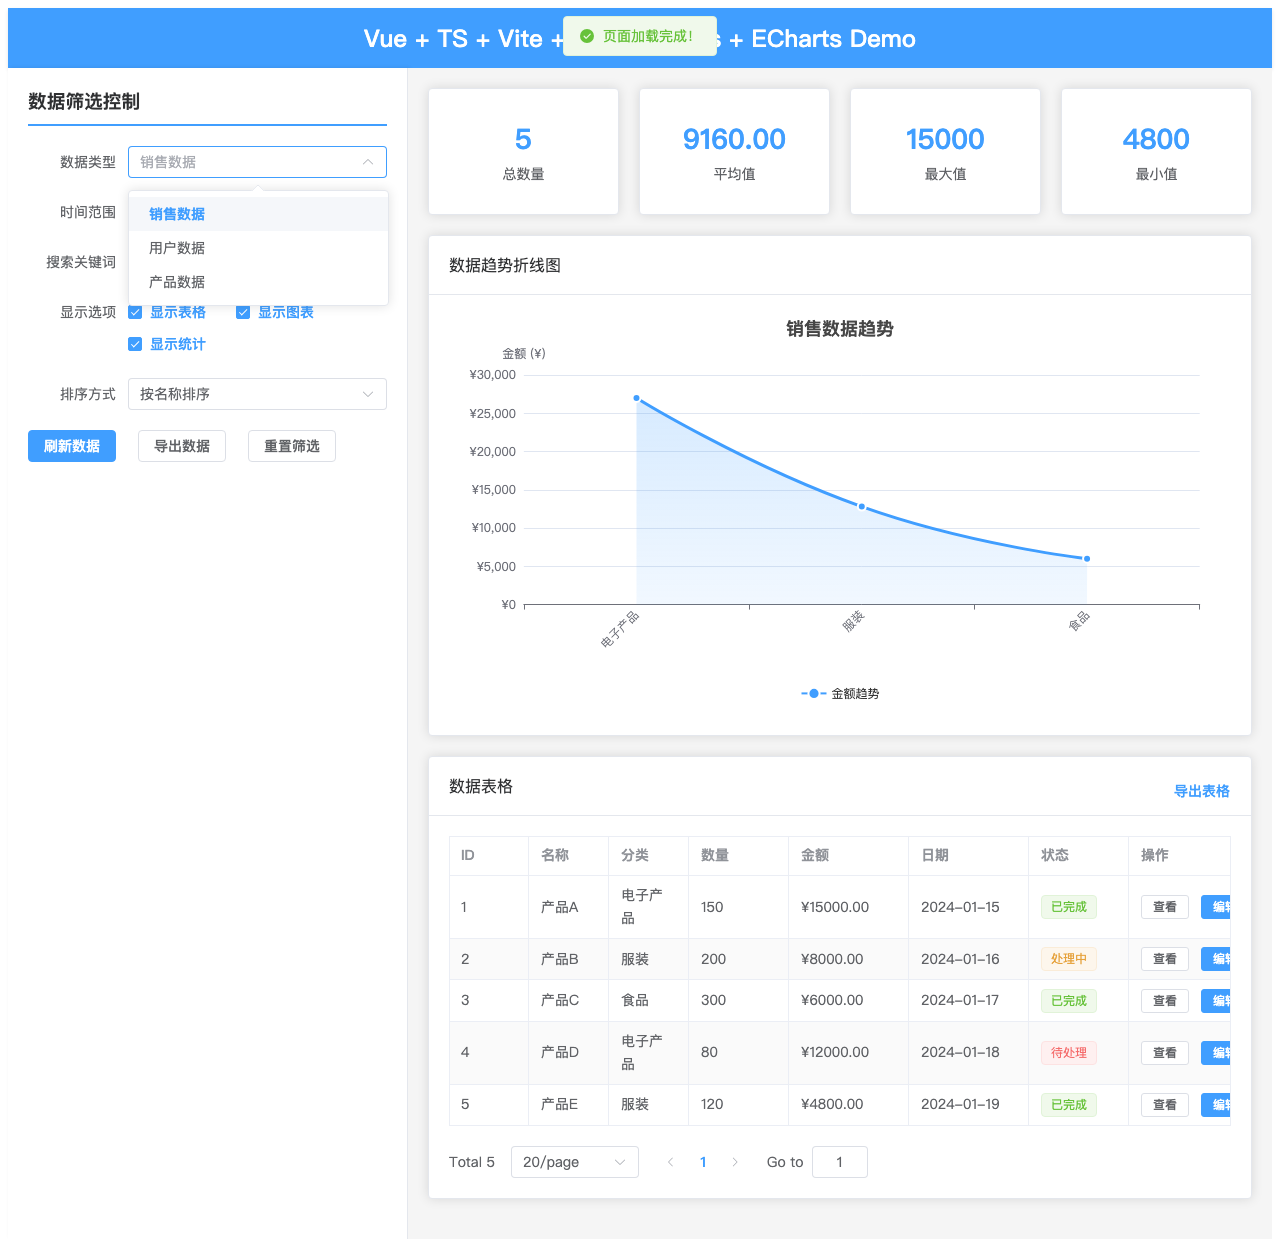 Vue + TS + Vite +
s + ECharts Demo
页面加载完成！
数据筛选控制
数据类型
销售数据
销售数据
用户数据
产品数据
时间范围
搜索关键词
显示选项
显示表格
显示图表
显示统计
排序方式
按名称排序
刷新数据
导出数据
重置筛选
5
总数量
9160.00
平均值
15000
最大值
4800
最小值
数据趋势折线图
销售数据趋势
金额 (¥)
¥30,000
¥25,000
¥20,000
¥15,000
¥10,000
¥5,000
¥0
电子产品
服装
食品
金额趋势
数据表格
导出表格
ID 名称 分类 数量 金额 日期 状态 操作
1 产品A 电子产品 150 ¥15000.00 2024-01-15 已完成 查看 编辑
2 产品B 服装 200 ¥8000.00 2024-01-16 处理中 查看 编辑
3 产品C 食品 300 ¥6000.00 2024-01-17 已完成 查看 编辑
4 产品D 电子产品 80 ¥12000.00 2024-01-18 待处理 查看 编辑
5 产品E 服装 120 ¥4800.00 2024-01-19 已完成 查看 编辑
Total 5
20/page
1
Go to
1